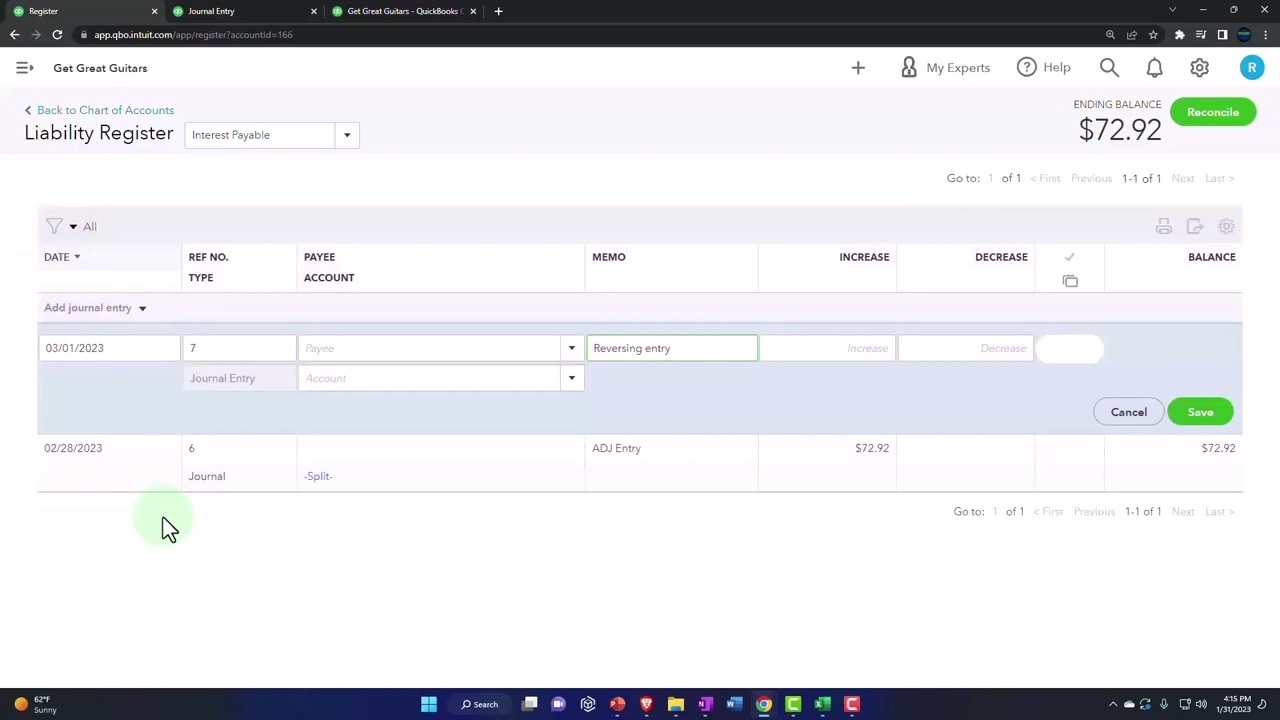 Register
Journal Entry
Get Great Guitars - QuickBooks C
app.qbo.intuit.com/app/register?accountId=166
Get Great Guitars
My Experts
Help
R
Back to Chart of Accounts
Liability Register
Interest Payable
ENDING BALANCE
$72.92
Reconcile
Go to: 1 of 1 < First Previous 1-1 of 1 Next Last >
All
DATE REF NO. PAYEE MEMO INCREASE DECREASE BALANCE
TYPE ACCOUNT
Add journal entry
03/01/2023 7 Payee Reversing entry Increase Decrease
Journal Entry Account
Cancel Save
02/28/2023 6 ADJ Entry $72.92 $72.92
Journal -Split-
Go to: 1 of 1 < First Previous 1-1 of 1 Next Last >
62°F
Sunny
Search
4:15 PM
1/31/2023